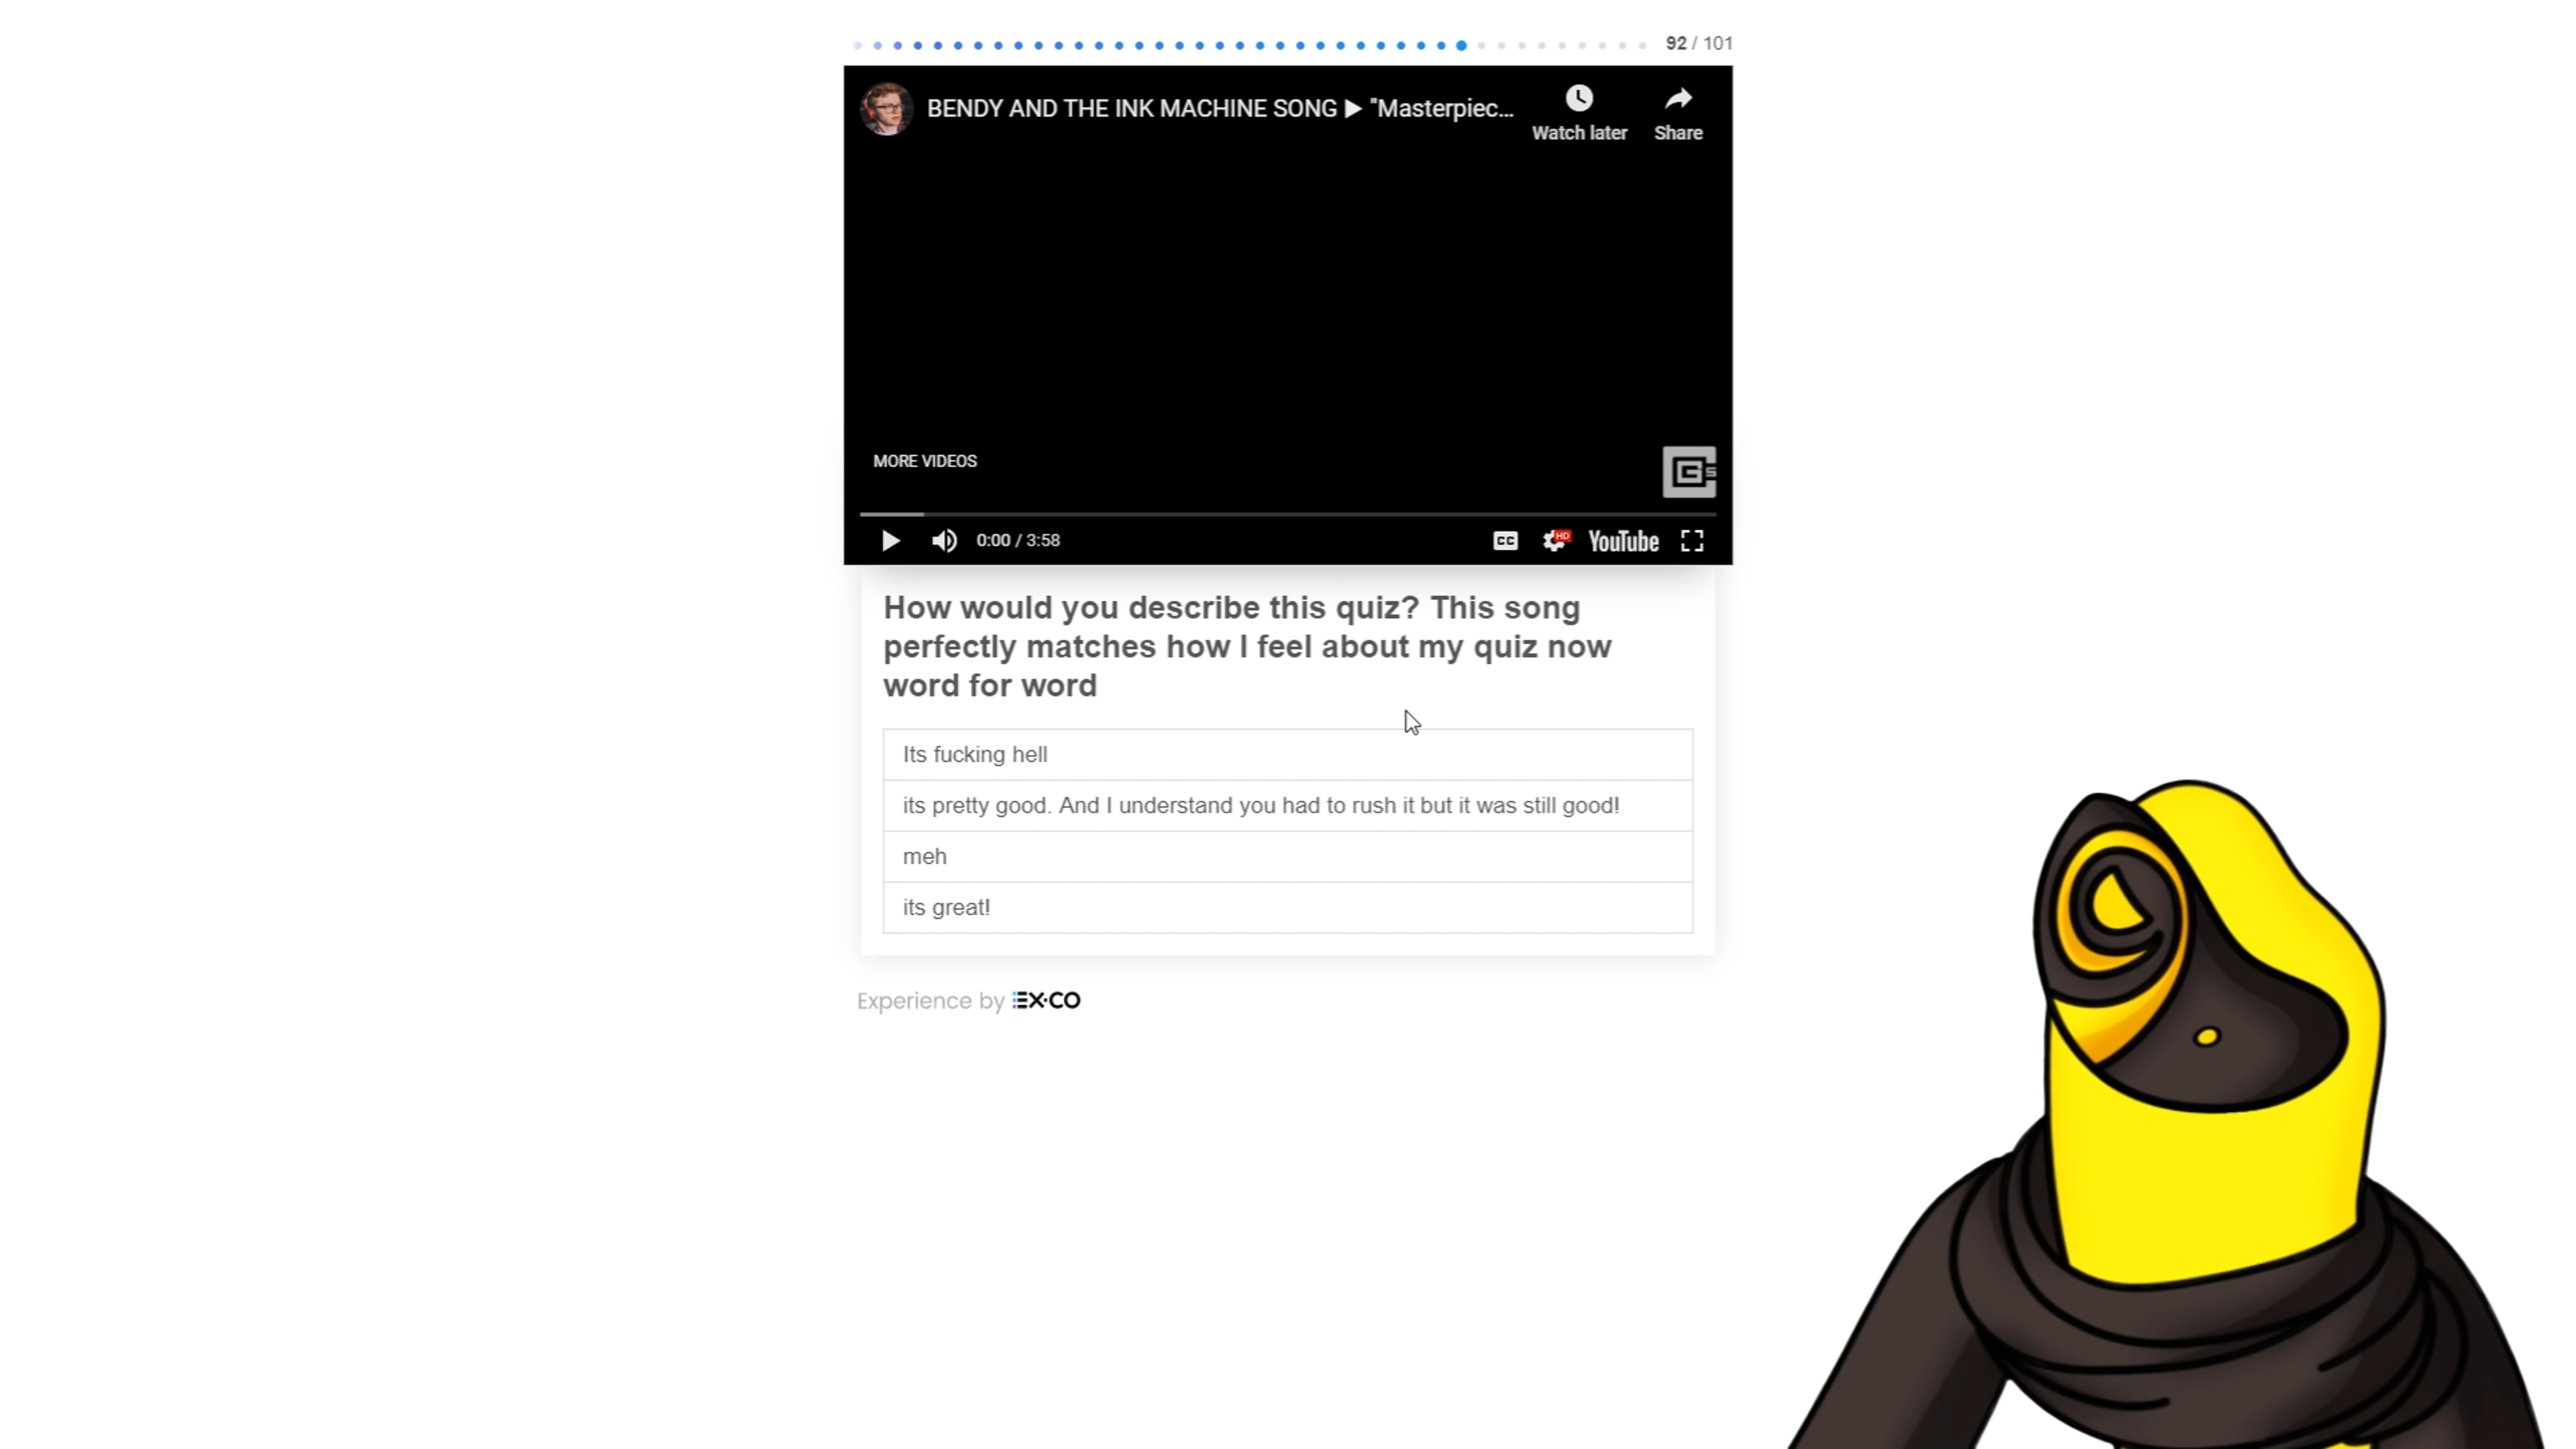 92 / 101
BENDY AND THE INK MACHINE SONG ▶ "Masterpiec...
Watch later
Share
MORE VIDEOS
0:00 / 3:58
CC
HD
YouTube
How would you describe this quiz? This song
perfectly matches how I feel about my quiz now
word for word
Its fucking hell
its pretty good. And I understand you had to rush it but it was still good!
meh
its great!
Experience by EX·CO